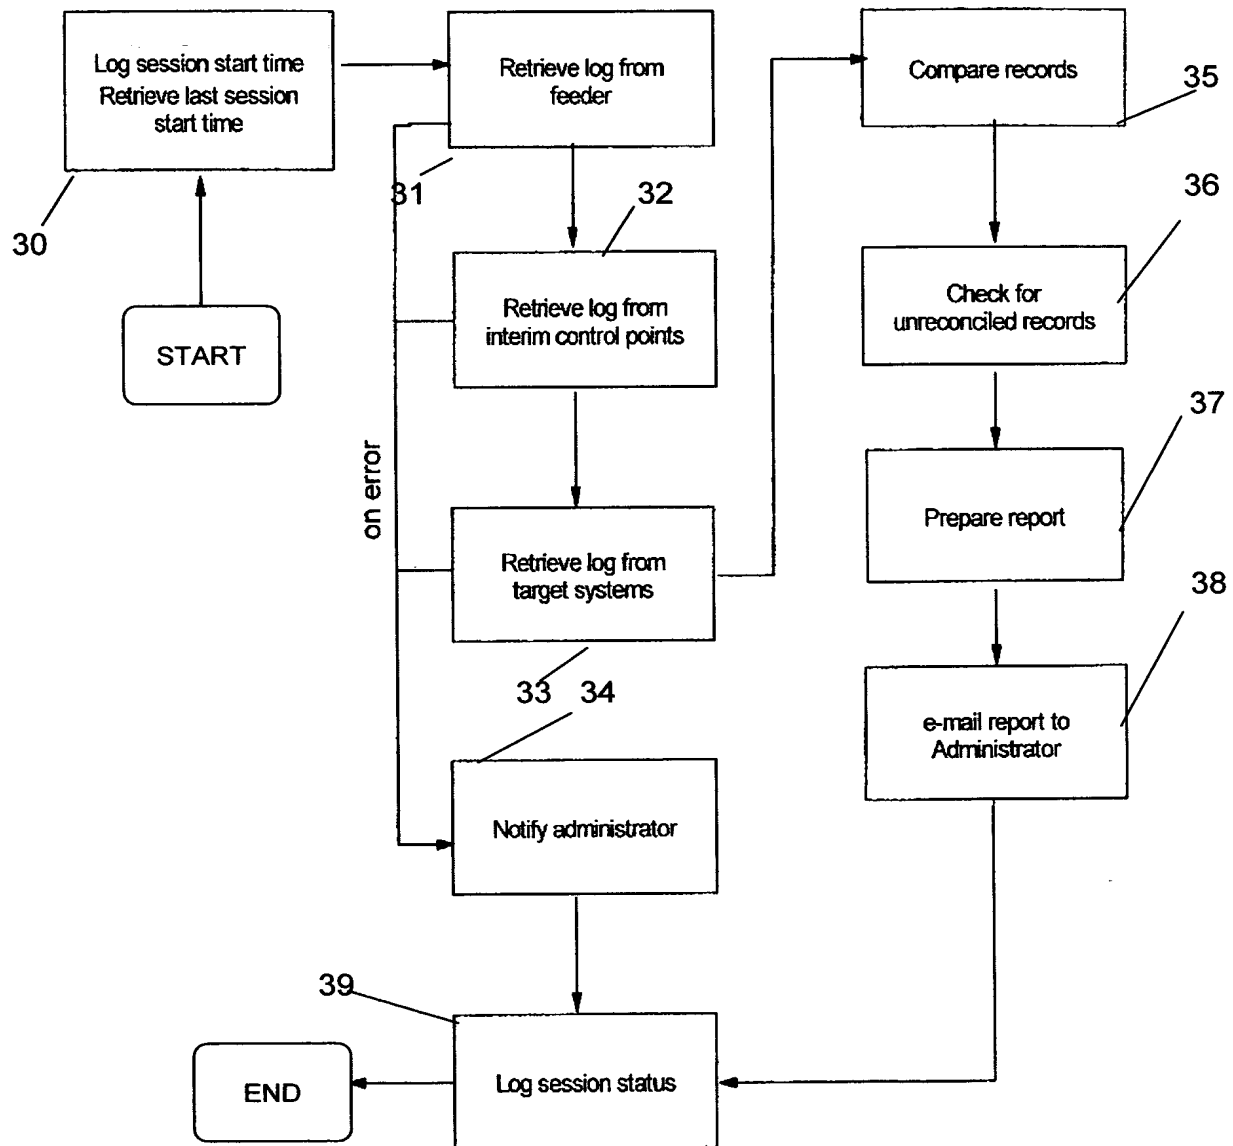 Log session start time
Retrieve last session
start time
30
START
Retrieve log from
feeder
31
32
Retrieve log from
interim control points
on error
Retrieve log from
target systems
33
34
Notify administrator
39
Log session status
END
Compare records
35
36
Check for
unreconciled records
37
Prepare report
38
e-mail report to
Administrator